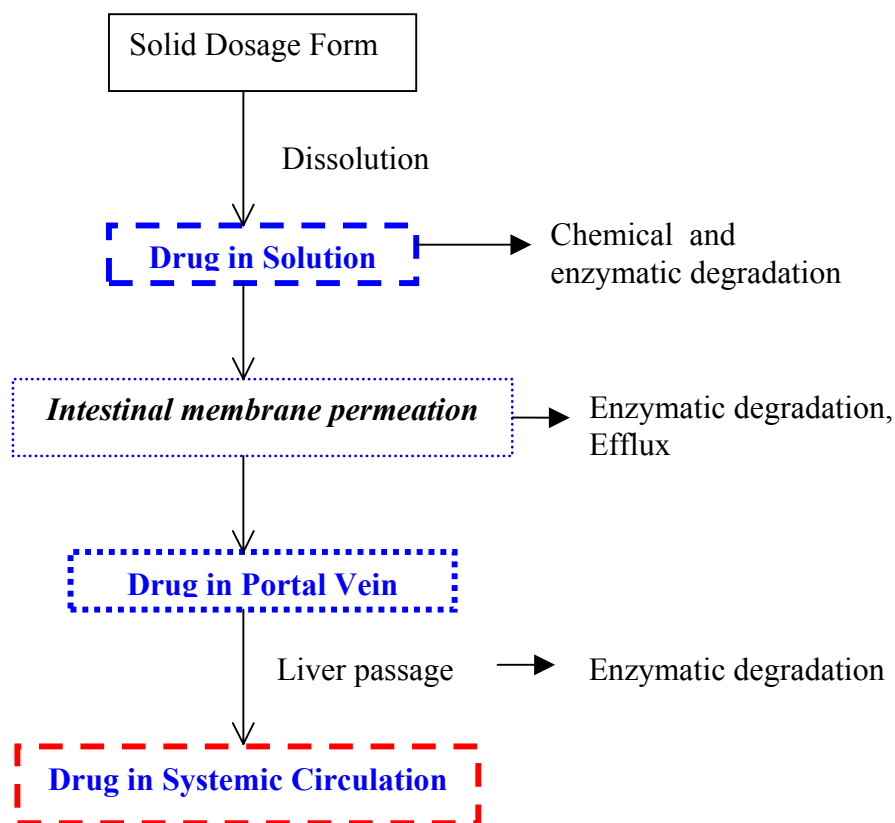 Solid Dosage Form
Dissolution
Drug in Solution
Chemical and
enzymatic degradation
Intestinal membrane permeation
Enzymatic degradation,
Efflux
Drug in Portal Vein
Liver passage
Enzymatic degradation
Drug in Systemic Circulation